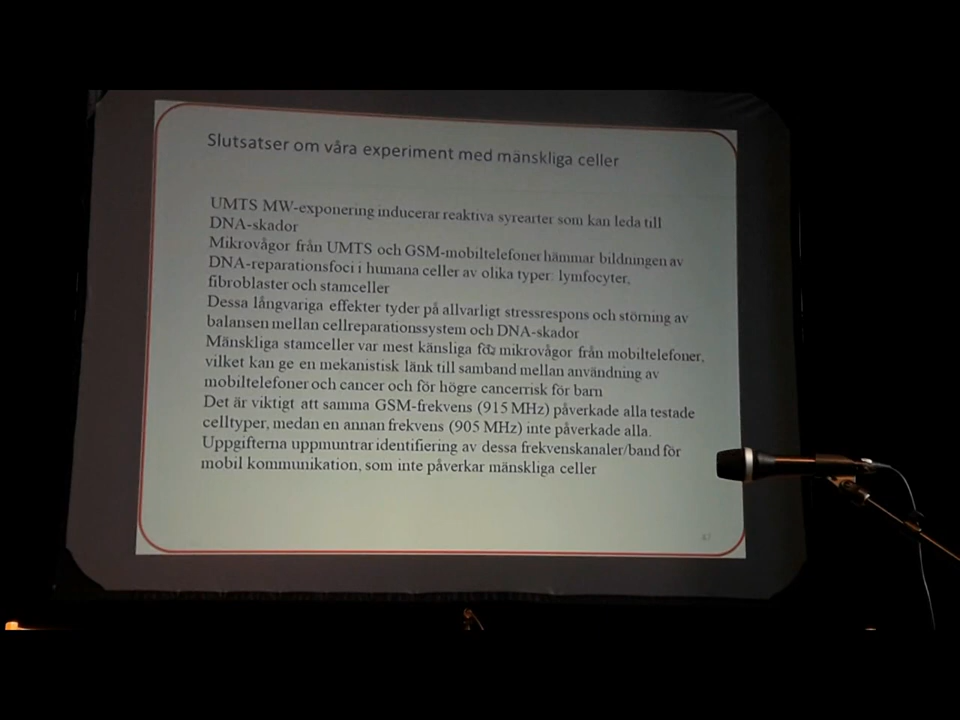 Slutsatser om våra experiment med mänskliga celler
UMTS MW-exponering inducerar reaktiva syrearter som kan leda till
DNA-skador
Mikrovågor från UMTS och GSM-mobiltelefoner hämmar bildningen av
DNA-reparationsfoci i humana celler av olika typer: lymfocyter,
fibroblaster och stamceller
Dessa långvariga effekter tyder på allvarligt stressrespons och störning av
balansen mellan cellreparationssystem och DNA-skador
Mänskliga stamceller var mest känsliga för mikrovågor från mobiltelefoner,
vilket kan ge en mekanistisk länk till samband mellan användning av
mobiltelefoner och cancer och för högre cancerrisk för barn
Det är viktigt att samma GSM-frekvens (915 MHz) påverkade alla testade
celltyper, medan en annan frekvens (905 MHz) inte påverkade alla.
Uppgifterna uppmuntrar identifiering av dessa frekvenskanaler/band för
mobil kommunikation, som inte påverkar mänskliga celler